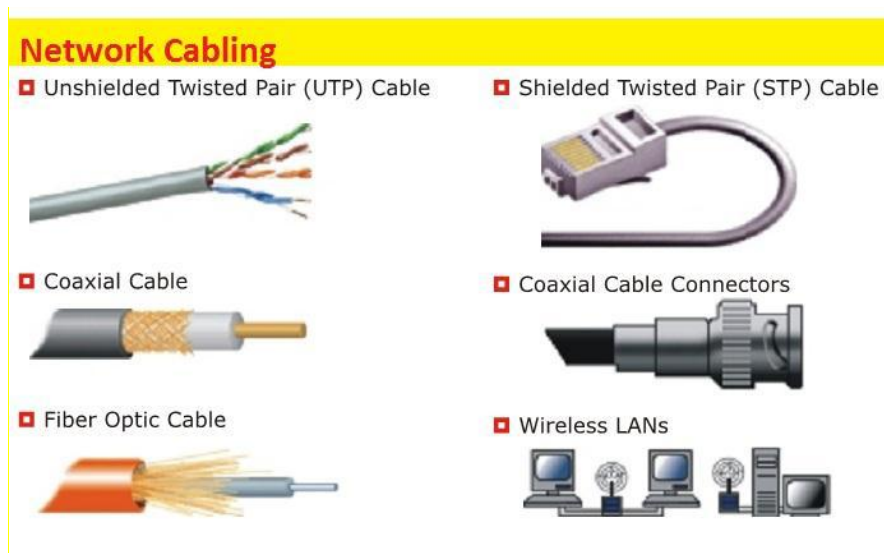 Network Cabling
Unshielded Twisted Pair (UTP) Cable
Shielded Twisted Pair (STP) Cable
Coaxial Cable
Coaxial Cable Connectors
Fiber Optic Cable
Wireless LANs